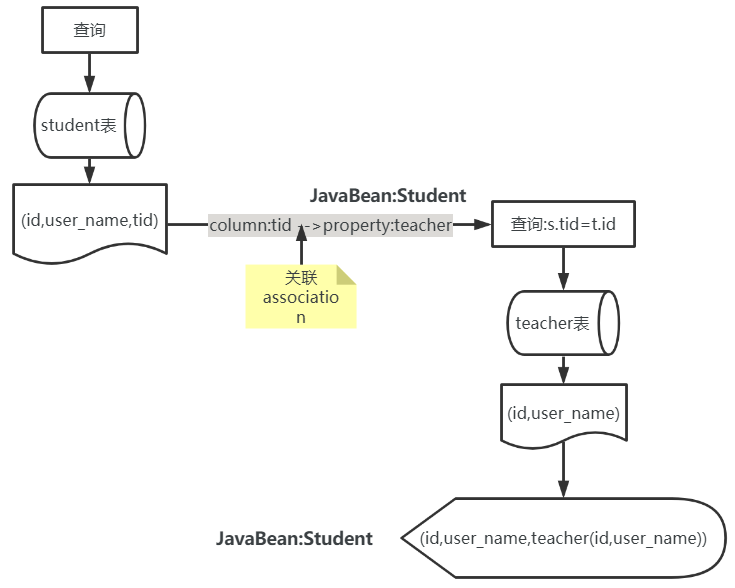 查询
student表
JavaBean:Student
(id,user_name,tid)
column:tid -->property:teacher
查询:s.tid=t.id
关联
associatio
n
teacher表
(id,user_name)
JavaBean:Student
(id,user_name,teacher(id,user_name))